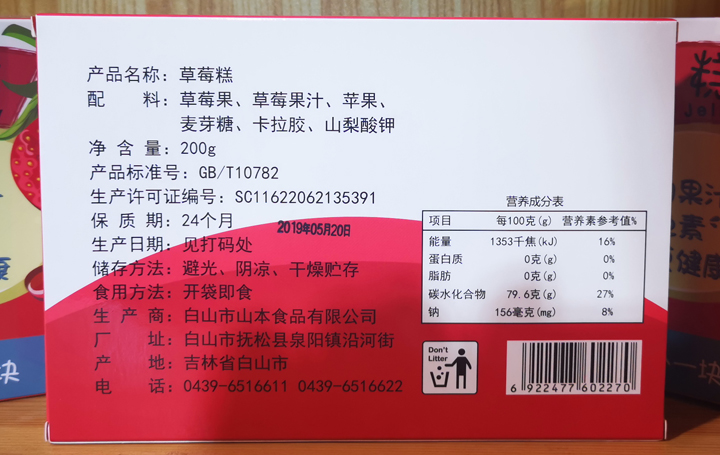 产品名称：草莓糕
配 料：草莓果、草莓果汁、苹果、
麦芽糖、卡拉胶、山梨酸钾
净 含 量：200g
产品标准号：GB/T10782
生产许可证编号：SC11622062135391
保 质 期：24个月
2019年05月20日
生产日期：见打码处
储存方法：避光、阴凉、干燥贮存
食用方法：开袋即食
生 产 商：白山市山本食品有限公司
厂 址：白山市抚松县泉阳镇沿河街
产 地：吉林省白山市
电 话：0439-6516611 0439-6516622
营养成分表
项目 每100克(g) 营养素参考值%
能量 1353千焦(kJ) 16%
蛋白质 0克(g) 0%
脂肪 0克(g) 0%
碳水化合物 79.6克(g) 27%
钠 156毫克(mg) 8%
Don't
Litter
6 922477 602270
糕
Jel
果汁
素
健康
一块
块